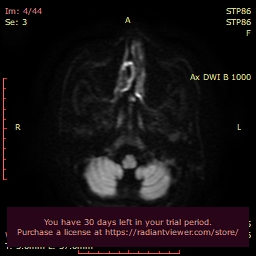 Im: 4/44
Se: 3
A
STP86
STP86
F
Ax DWI B 1000
R
L
You have 30 days left in your trial period.
Purchase a license at https://radiantviewer.com/store/